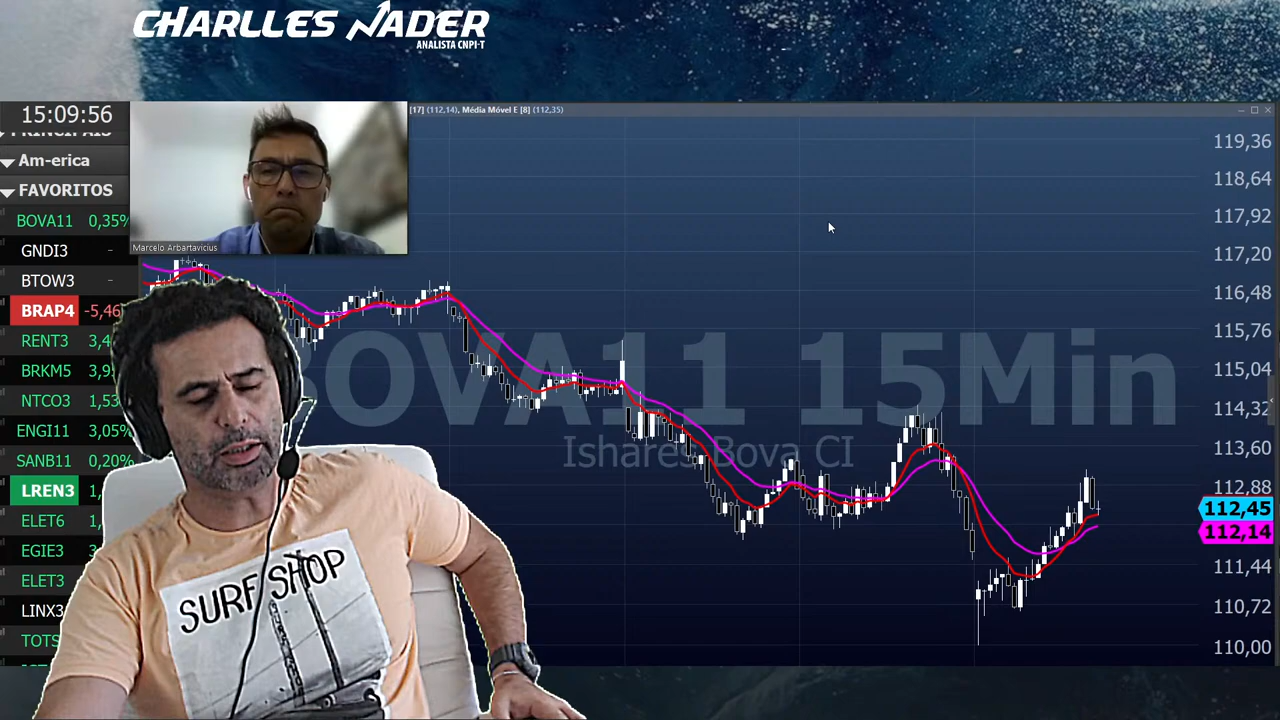 CHARLLES NADER
ANALISTA CNPI-T
15:09:56
[17] (112,14), Média Móvel E [8] (112,35)
PRINCIPAIS
Am-erica
FAVORITOS
BOVA11 0,35%
GNDI3 -
BTOW3 -
BRAP4 -5,46
RENT3 3,4
BRKM5 3,9
NTCO3 1,53
ENGI11 3,05%
SANB11 0,20%
LREN3 1,
ELET6 1,
EGIE3 3,
ELET3
LINX3
TOTS
Marcelo Arbartavicius
BOVA11 15Min
Ishares Bova CI
SURF SHOP
119,36
118,64
117,92
117,20
116,48
115,76
115,04
114,32
113,60
112,88
112,45
112,14
111,44
110,72
110,00